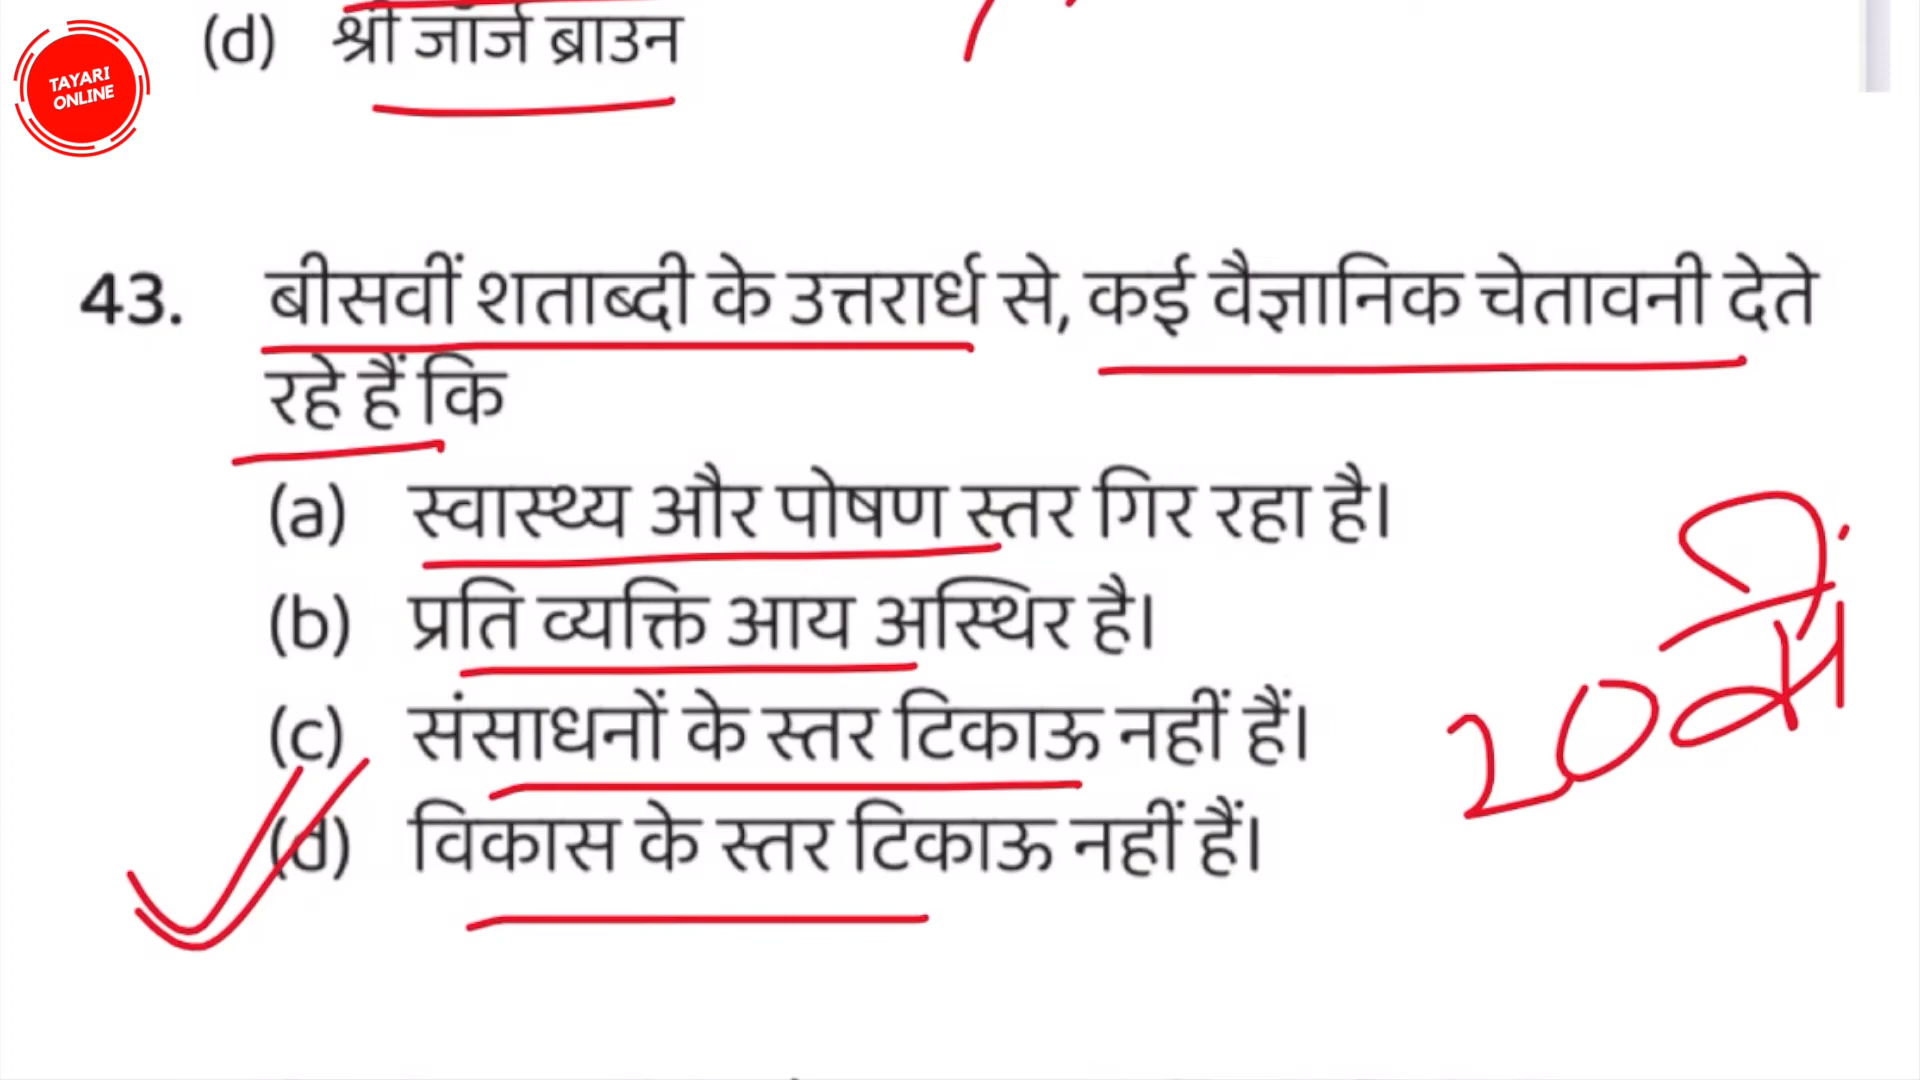 TAYARI
ONLINE
(d) श्री जॉर्ज ब्राउन
43. बीसवीं शताब्दी के उत्तरार्ध से, कई वैज्ञानिक चेतावनी देते
रहे हैं कि
(a) स्वास्थ्य और पोषण स्तर गिर रहा है।
(b) प्रति व्यक्ति आय अस्थिर है।
(c) संसाधनों के स्तर टिकाऊ नहीं हैं।
(d) विकास के स्तर टिकाऊ नहीं हैं।
20वीं